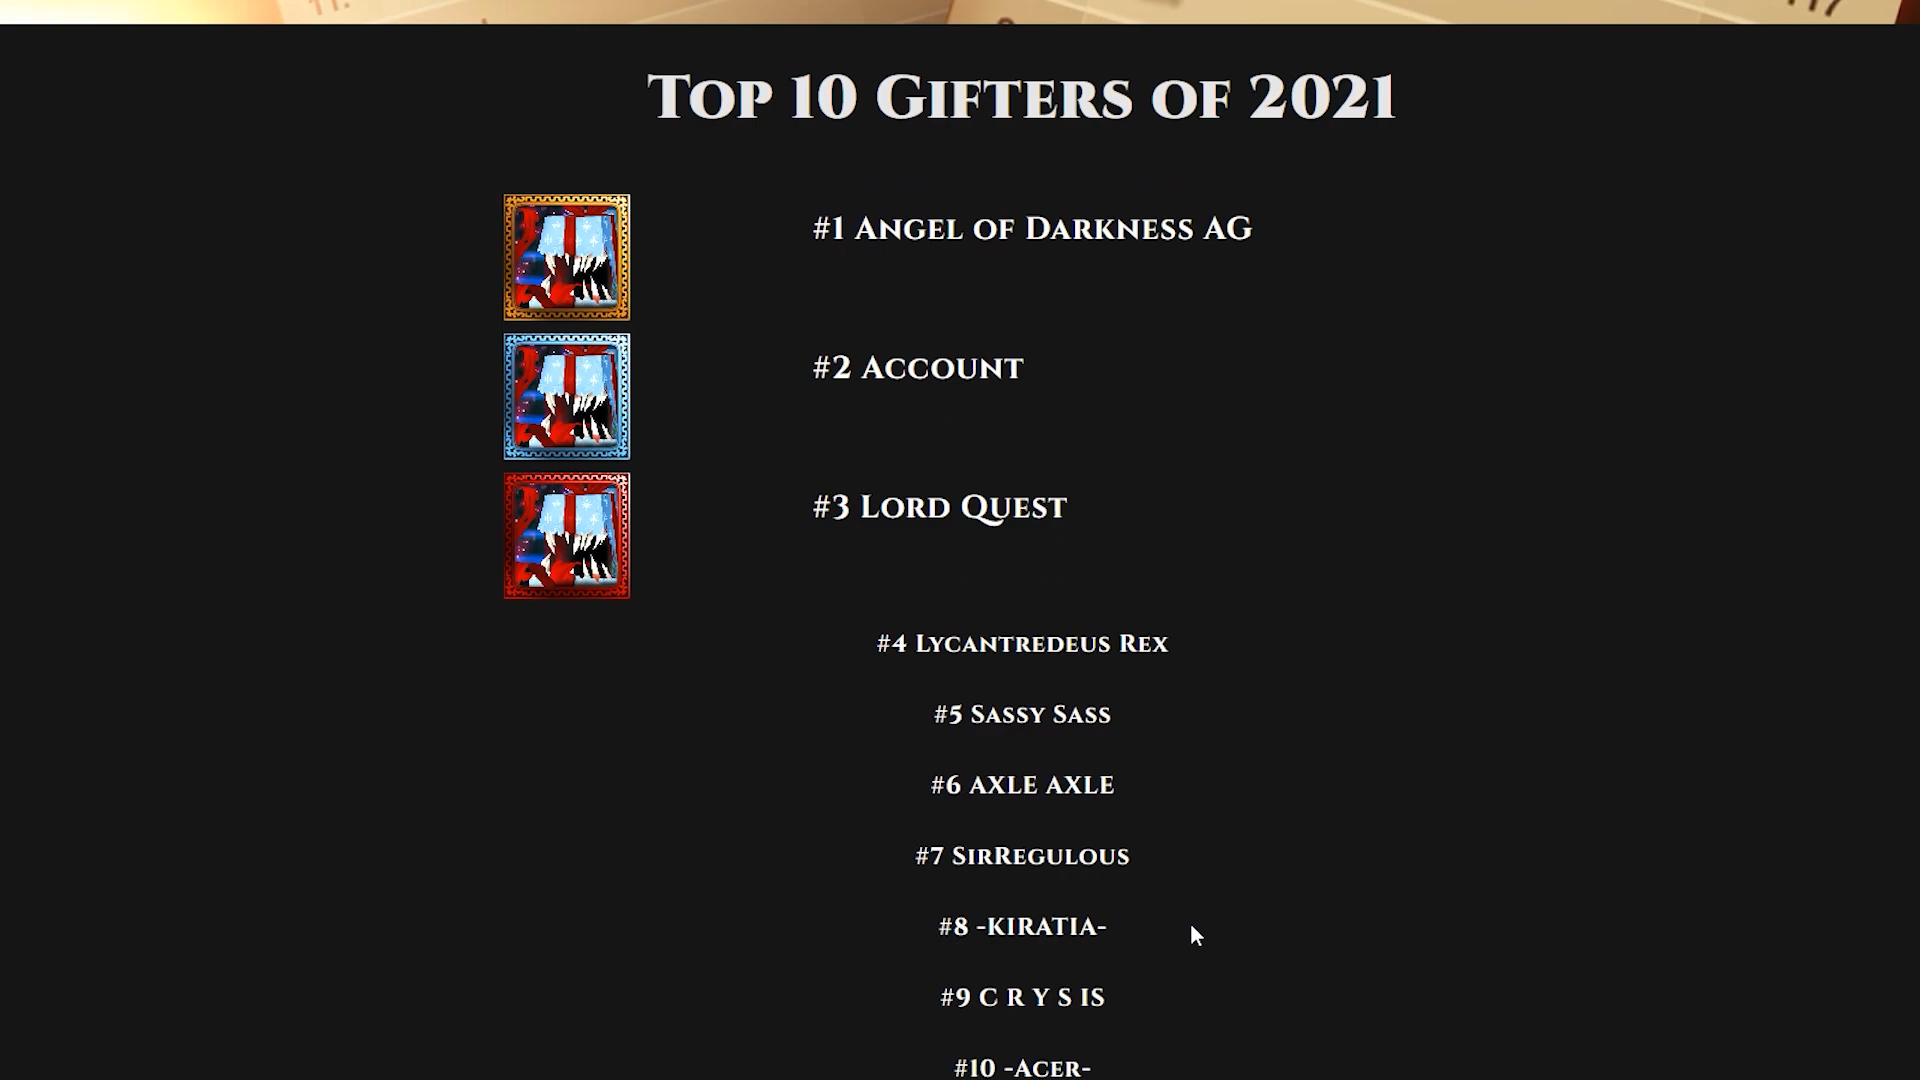 11.
Top 10 Gifters of 2021
#1 Angel of Darkness AG
#2 Account
#3 Lord Quest
#4 Lycantredeus Rex
#5 Sassy Sass
#6 AXLE AXLE
#7 SirRegulous
#8 -KIRATIA-
#9 C R Y S IS
#10 -Acer-